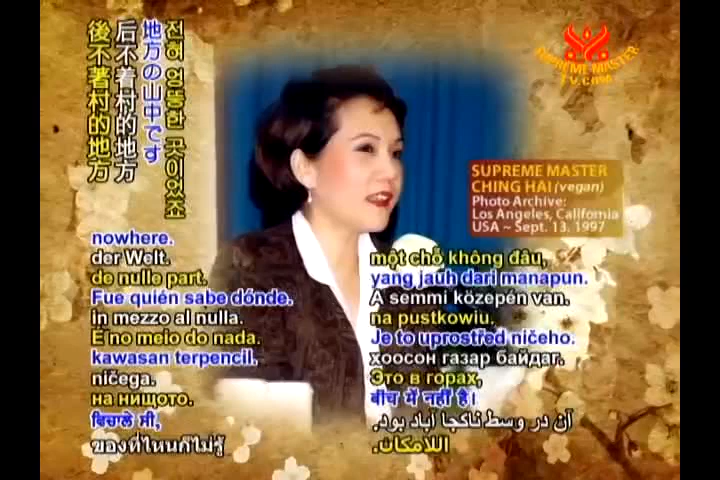 전혀 엉뚱한 곳이었죠
地方の山中です
后不着村的地方
後不著村的地方
SUPREME MASTER
TV.COM
SUPREME MASTER
CHING HAI (vegan)
Photo Archive:
Los Angeles, California
USA ~ Sept. 13. 1997
nowhere.
der Welt.
de nulle part.
Fue quién sabe dónde.
in mezzo al nulla.
É no meio do nada.
kawasan terpencil.
ničega.
на нищото.
ਵਿਚਾਲੇ ਸੀ,
ของที่ไหนก็ไม่รู้
một chỗ không đâu,
yang jauh dari manapun.
A semmi közepén van.
na pustkowiu.
Je to uprostřed ničeho.
хоосон газар байдаг.
Это в горах,
बीच में नहीं है।
آن در وسط ناکجا آباد بود.
اللامكان.